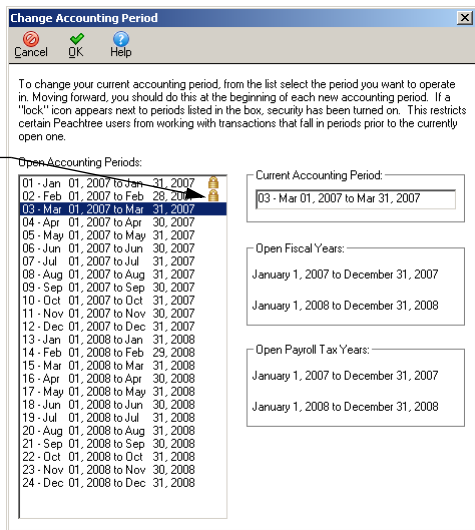 Change Accounting Period
Cancel OK Help
To change your current accounting period, from the list select the period you want to operate
in. Moving forward, you should do this at the beginning of each new accounting period. If a
"lock" icon appears next to periods listed in the box, security has been turned on. This restricts
certain Peachtree users from working with transactions that fall in periods prior to the currently
open one.
Open Accounting Periods:
01 - Jan 01, 2007 to Jan 31, 2007
02 - Feb 01, 2007 to Feb 28, 2007
03 - Mar 01, 2007 to Mar 31, 2007
04 - Apr 01, 2007 to Apr 30, 2007
05 - May 01, 2007 to May 31, 2007
06 - Jun 01, 2007 to Jun 30, 2007
07 - Jul 01, 2007 to Jul 31, 2007
08 - Aug 01, 2007 to Aug 31, 2007
09 - Sep 01, 2007 to Sep 30, 2007
10 - Oct 01, 2007 to Oct 31, 2007
11 - Nov 01, 2007 to Nov 30, 2007
12 - Dec 01, 2007 to Dec 31, 2007
13 - Jan 01, 2008 to Jan 31, 2008
14 - Feb 01, 2008 to Feb 29, 2008
15 - Mar 01, 2008 to Mar 31, 2008
16 - Apr 01, 2008 to Apr 30, 2008
17 - May 01, 2008 to May 31, 2008
18 - Jun 01, 2008 to Jun 30, 2008
19 - Jul 01, 2008 to Jul 31, 2008
20 - Aug 01, 2008 to Aug 31, 2008
21 - Sep 01, 2008 to Sep 30, 2008
22 - Oct 01, 2008 to Oct 31, 2008
23 - Nov 01, 2008 to Nov 30, 2008
24 - Dec 01, 2008 to Dec 31, 2008
Current Accounting Period:
03 - Mar 01, 2007 to Mar 31, 2007
Open Fiscal Years:
January 1, 2007 to December 31, 2007
January 1, 2008 to December 31, 2008
Open Payroll Tax Years:
January 1, 2007 to December 31, 2007
January 1, 2008 to December 31, 2008